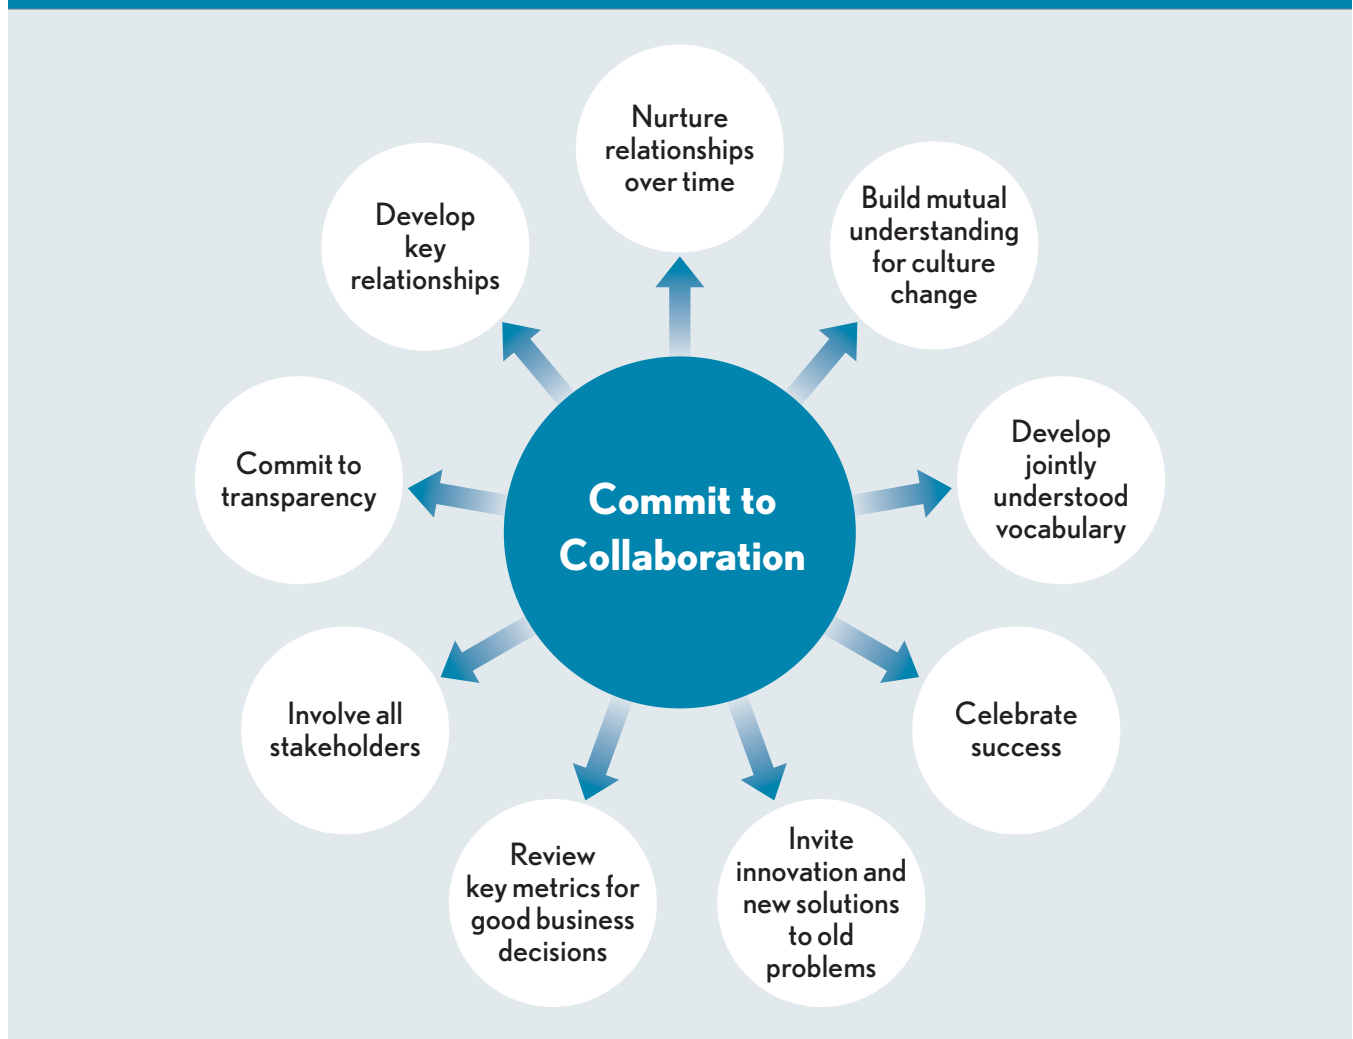 Nurture
relationships
over time
Build mutual
understanding
for culture
change
Develop
jointly
understood
vocabulary
Celebrate
success
Invite
innovation and
new solutions
to old
problems
Review
key metrics for
good business
decisions
Involve all
stakeholders
Commit to
transparency
Develop
key
relationships
Commit to
Collaboration